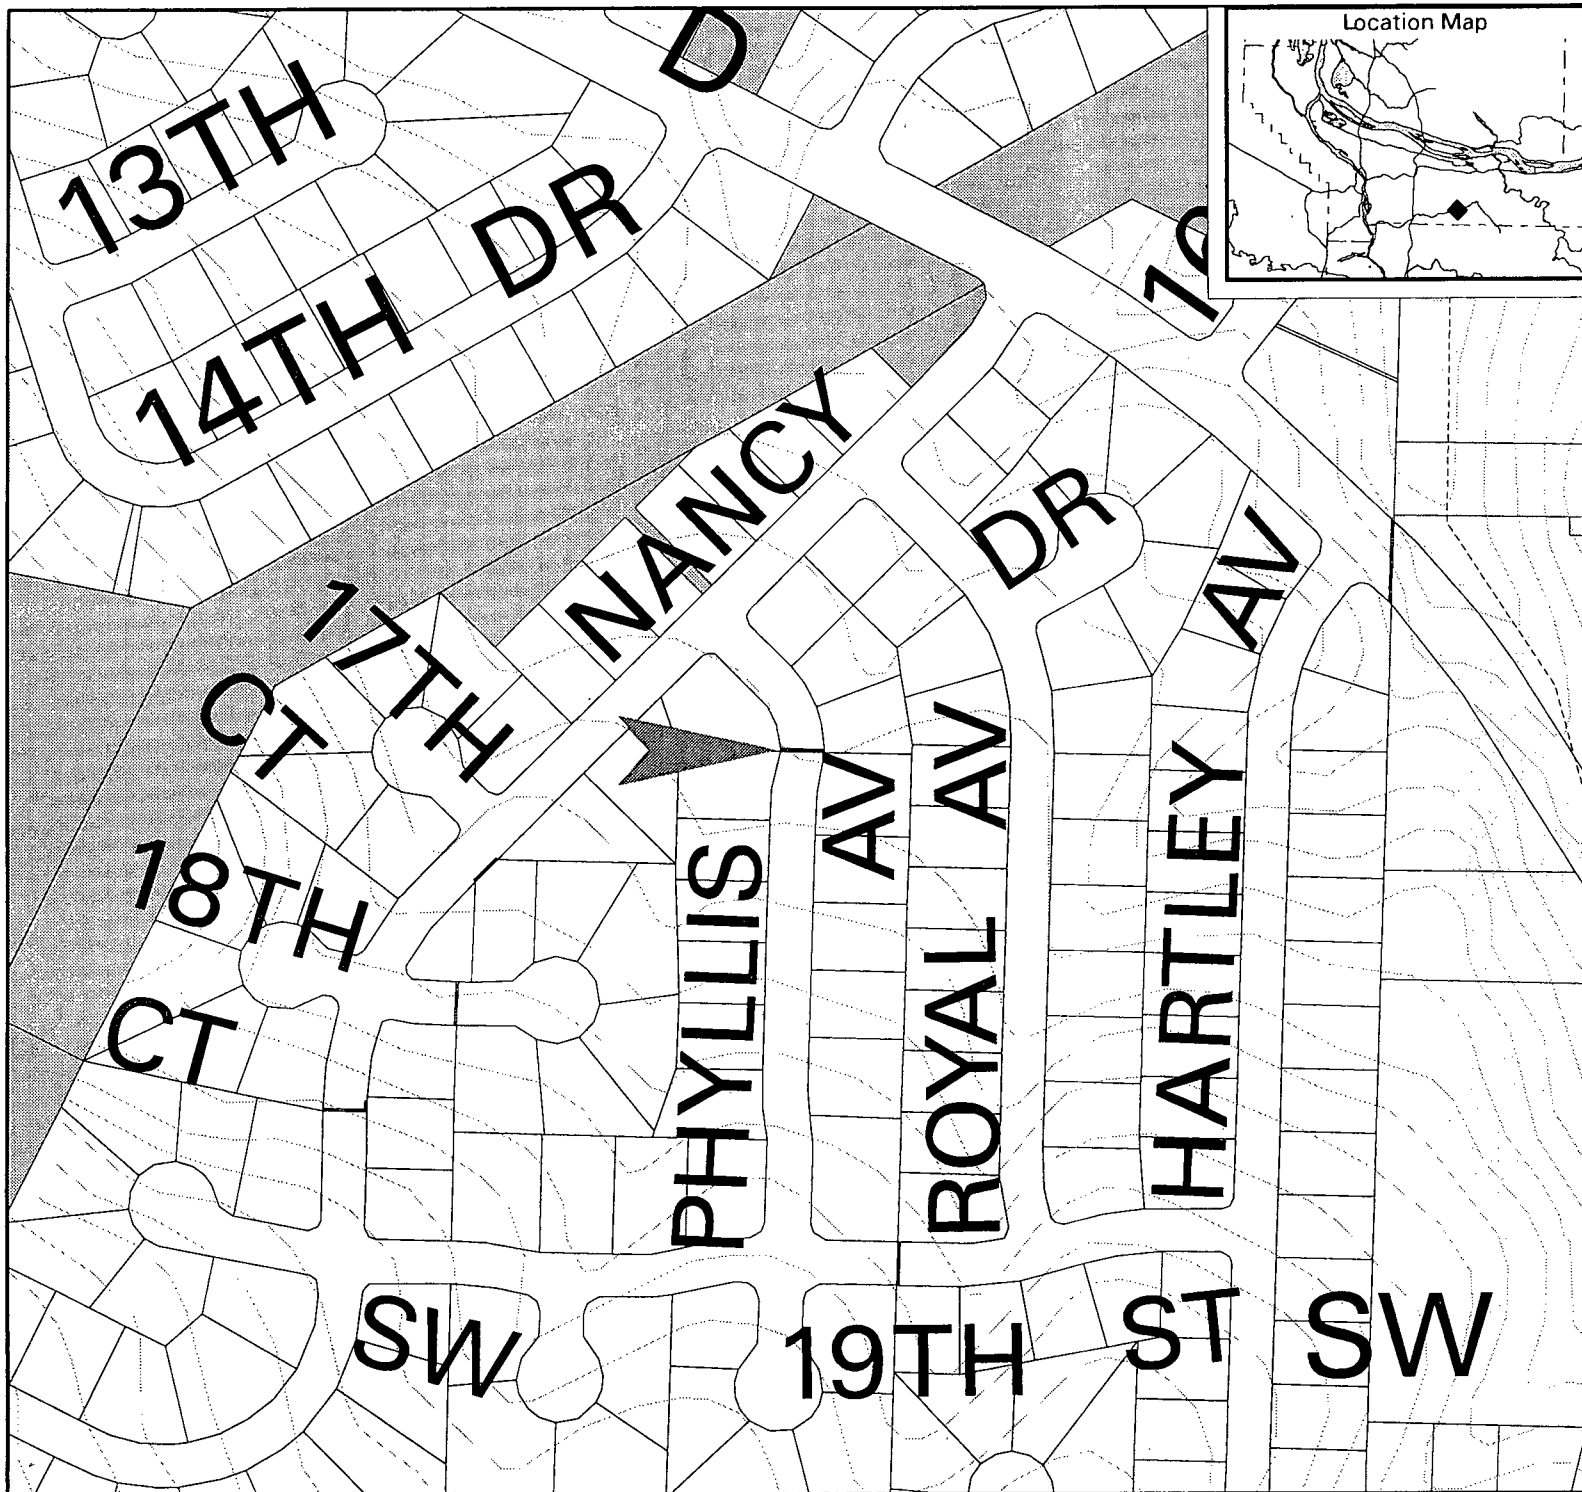 Location Map
D
13TH
DR
14TH
NANCY
DR
AV
17TH
CT
AV
AV
18TH
CT
PHYLLIS
ROYAL
HARTLEY
SW
19TH
ST
SW